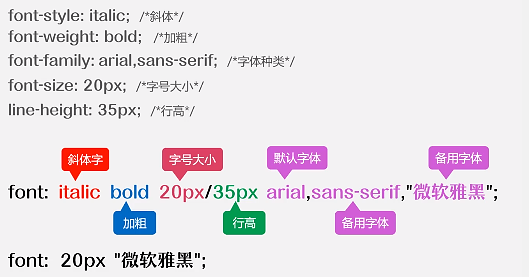 font-style: italic; /*斜体*/
font-weight: bold; /*加粗*/
font-family: arial,sans-serif; /*字体种类*/
font-size: 20px; /*字号大小*/
line-height: 35px; /*行高*/
斜体字 字号大小 默认字体 备用字体
font: italic bold 20px/35px arial,sans-serif,"微软雅黑";
加粗 行高 备用字体
font: 20px "微软雅黑";